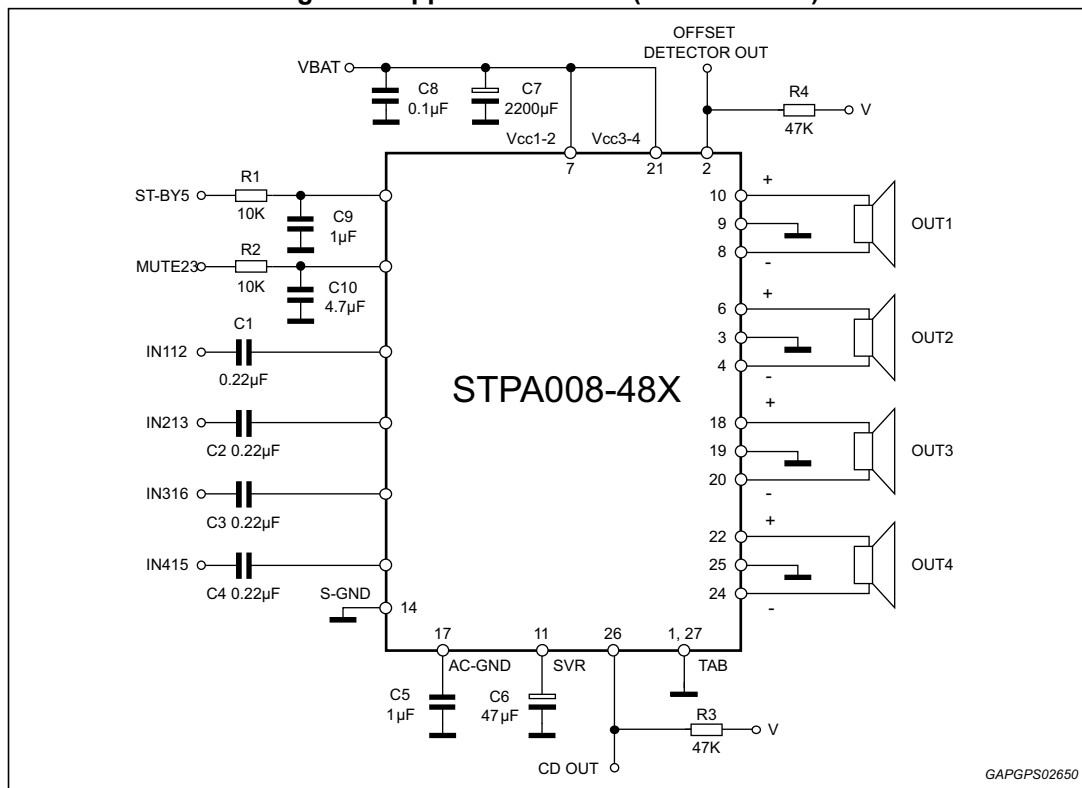 OFFSET
DETECTOR OUT
VBAT
C8
0.1µF
C7
2200µF
R4
47K
V
Vcc1-2
Vcc3-4
7
21
2
ST-BY5
R1
10K
C9
1µF
MUTE23
R2
10K
C10
4.7µF
IN112
C1
0.22µF
IN213
C2 0.22µF
IN316
C3 0.22µF
IN415
C4 0.22µF
S-GND
14
STPA008-48X
10
+
9
8
-
OUT1
6
+
3
4
-
OUT2
18
+
19
20
-
OUT3
22
+
25
24
-
OUT4
17
11
26
1, 27
AC-GND
SVR
TAB
C5
1µF
C6
47µF
R3
47K
V
CD OUT
GAPGPS02650